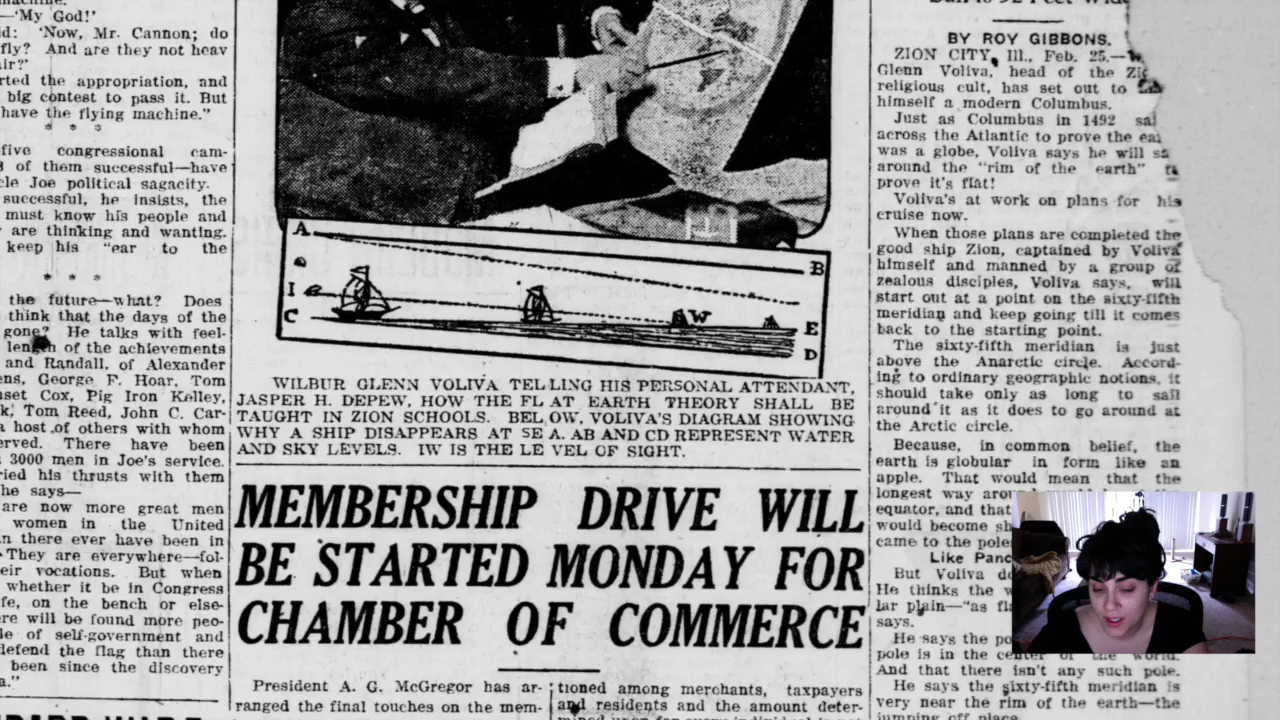 machine.
—'My God!'
id: 'Now, Mr. Cannon; do
fly? And are they not heav
air?'
rted the appropriation, and
big contest to pass it. But
have the flying machine."
* * *
five congressional cam-
of them successful—have
cle Joe political sagacity.
successful, he insists, the
must know his people and
are thinking and wanting.
keep his "ear to the
* * *
the future—what? Does
think that the days of the
gone? He talks with feel-
length of the achievements
and Randall, of Alexander
ens, George F. Hoar, Tom
nset Cox, Pig Iron Kelley,
k, Tom Reed, John C. Car-
a host of others with whom
erved. There have been
3000 men in Joe's service.
ried his thrusts with them
he says—
are now more great men
women in the United
n there ever have been in
They are everywhere—fol-
eir vocations. But when
whether it be in Congress
fe, on the bench or else-
re will be found more peo-
le of self-government and
defend the flag than there
been since the discovery
a."
A
B
I
W
C
E
D
WILBUR GLENN VOLIVA TELLING HIS PERSONAL ATTENDANT,
JASPER H. DEPEW, HOW THE FLAT EARTH THEORY SHALL BE
TAUGHT IN ZION SCHOOLS. BELOW, VOLIVA'S DIAGRAM SHOWING
WHY A SHIP DISAPPEARS AT SEA. AB AND CD REPRESENT WATER
AND SKY LEVELS. IW IS THE LEVEL OF SIGHT.
MEMBERSHIP DRIVE WILL
BE STARTED MONDAY FOR
CHAMBER OF COMMERCE
President A. G. McGregor has ar-
ranged the final touches on the mem-
tioned among merchants, taxpayers
and residents and the amount deter-
BY ROY GIBBONS.
ZION CITY, Ill., Feb. 25.—W
Glenn Voliva, head of the Zi
religious cult, has set out to
himself a modern Columbus.
Just as Columbus in 1492 sai
across the Atlantic to prove the ea
was a globe, Voliva says he will sa
around the "rim of the earth" t
prove it's flat!
Voliva's at work on plans for his
cruise now.
When those plans are completed the
good ship Zion, captained by Voliva
himself and manned by a group of
zealous disciples, Voliva says, will
start out at a point on the sixty-fifth
meridian and keep going till it comes
back to the starting point.
The sixty-fifth meridian is just
above the Anarctic circle. Accord-
ing to ordinary geographic notions, it
should take only as long to sail
around it as it does to go around at
the Arctic circle.
Because, in common belief, the
earth is globular in form like an
apple. That would mean that the
longest way arou
equator, and that
would become sh
came to the pole
Like Panc
But Voliva do
He thinks the w
lar plain—"as fl
says.
He says the po
pole is in the center of the world.
And that there isn't any such pole.
He says the sixty-fifth meridian is
very near the rim of the earth—the
jumping off place.